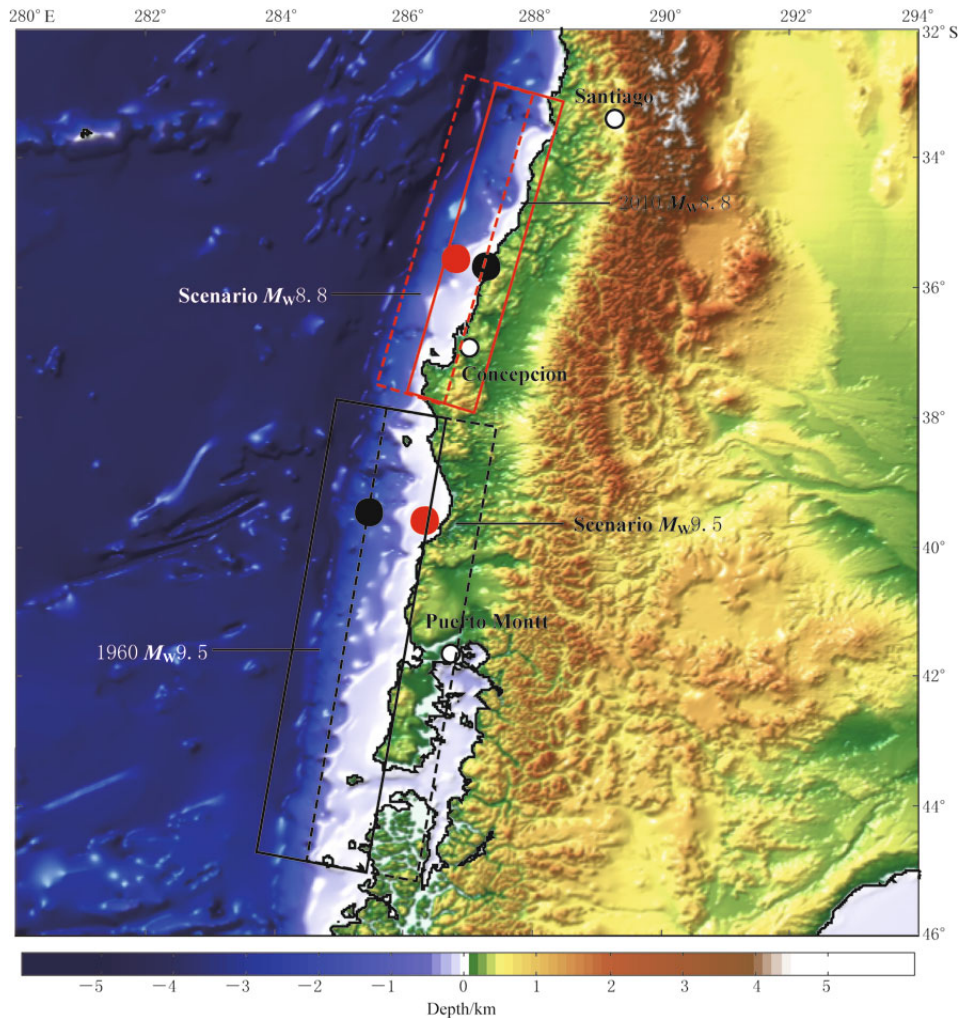 280° E 282 284 286 288 290 292 294°
32° S
Santiago
34°
2010 MW8.8
Scenario MW8.8
36°
Concepcion
38°
Scenario MW9.5
40°
Puerto Montt
1960 MW9.5
42°
44°
46°
−5 −4 −3 −2 −1 0 1 2 3 4 5
Depth/km